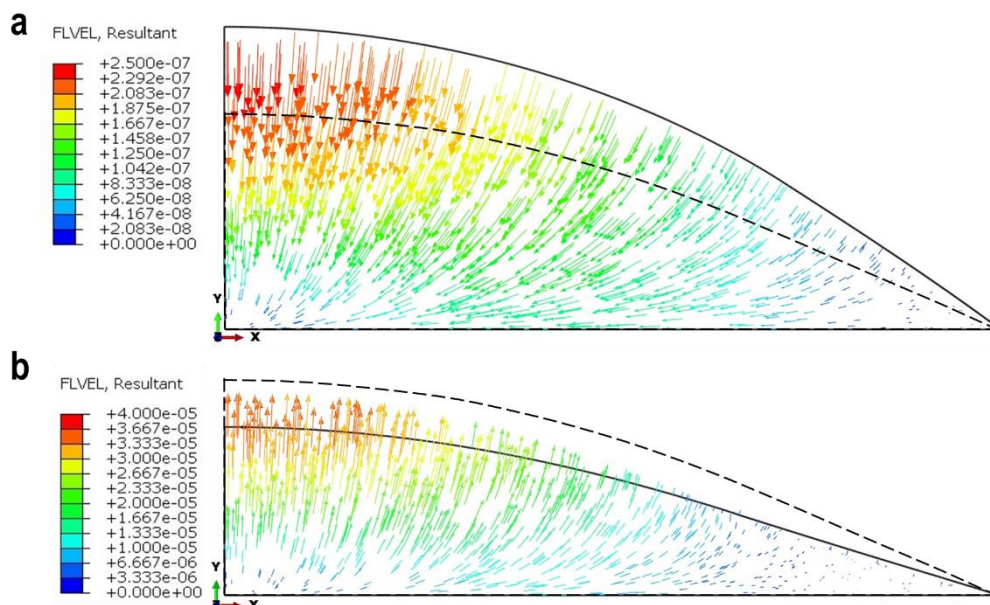 a
FLVEL, Resultant
+2.500e-07
+2.292e-07
+2.083e-07
+1.875e-07
+1.667e-07
+1.458e-07
+1.250e-07
+1.042e-07
+8.333e-08
+6.250e-08
+4.167e-08
+2.083e-08
+0.000e+00
Y
X
b
FLVEL, Resultant
+4.000e-05
+3.667e-05
+3.333e-05
+3.000e-05
+2.667e-05
+2.333e-05
+2.000e-05
+1.667e-05
+1.333e-05
+1.000e-05
+6.667e-06
+3.333e-06
+0.000e+00
Y
X